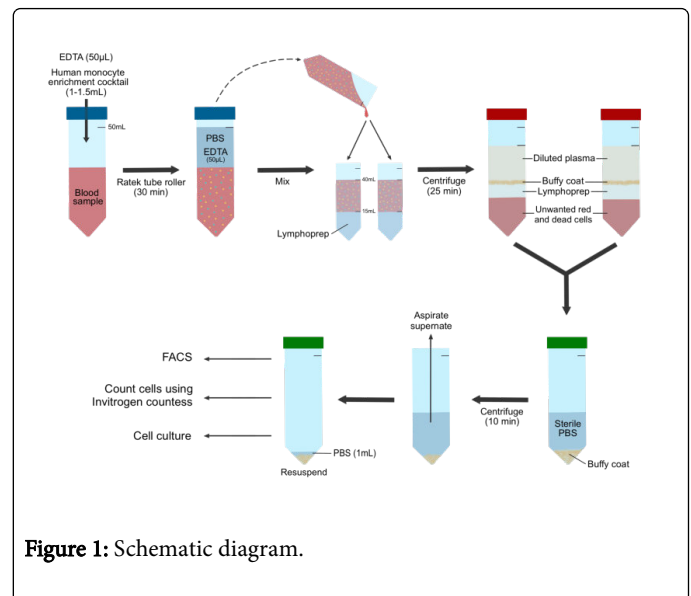 EDTA (50µL)
Human monocyte
enrichment cocktail
(1-1.5mL)
50mL
Blood
sample
Ratek tube roller
(30 min)
PBS
EDTA
(50µL)
Mix
40mL
15mL
Lymphoprep
Centrifuge
(25 min)
Diluted plasma
Buffy coat
Lymphoprep
Unwanted red
and dead cells
Sterile
PBS
Buffy coat
Centrifuge
(10 min)
Aspirate
supernate
PBS (1mL)
Resuspend
FACS
Count cells using
Invitrogen countess
Cell culture
Figure 1: Schematic diagram.